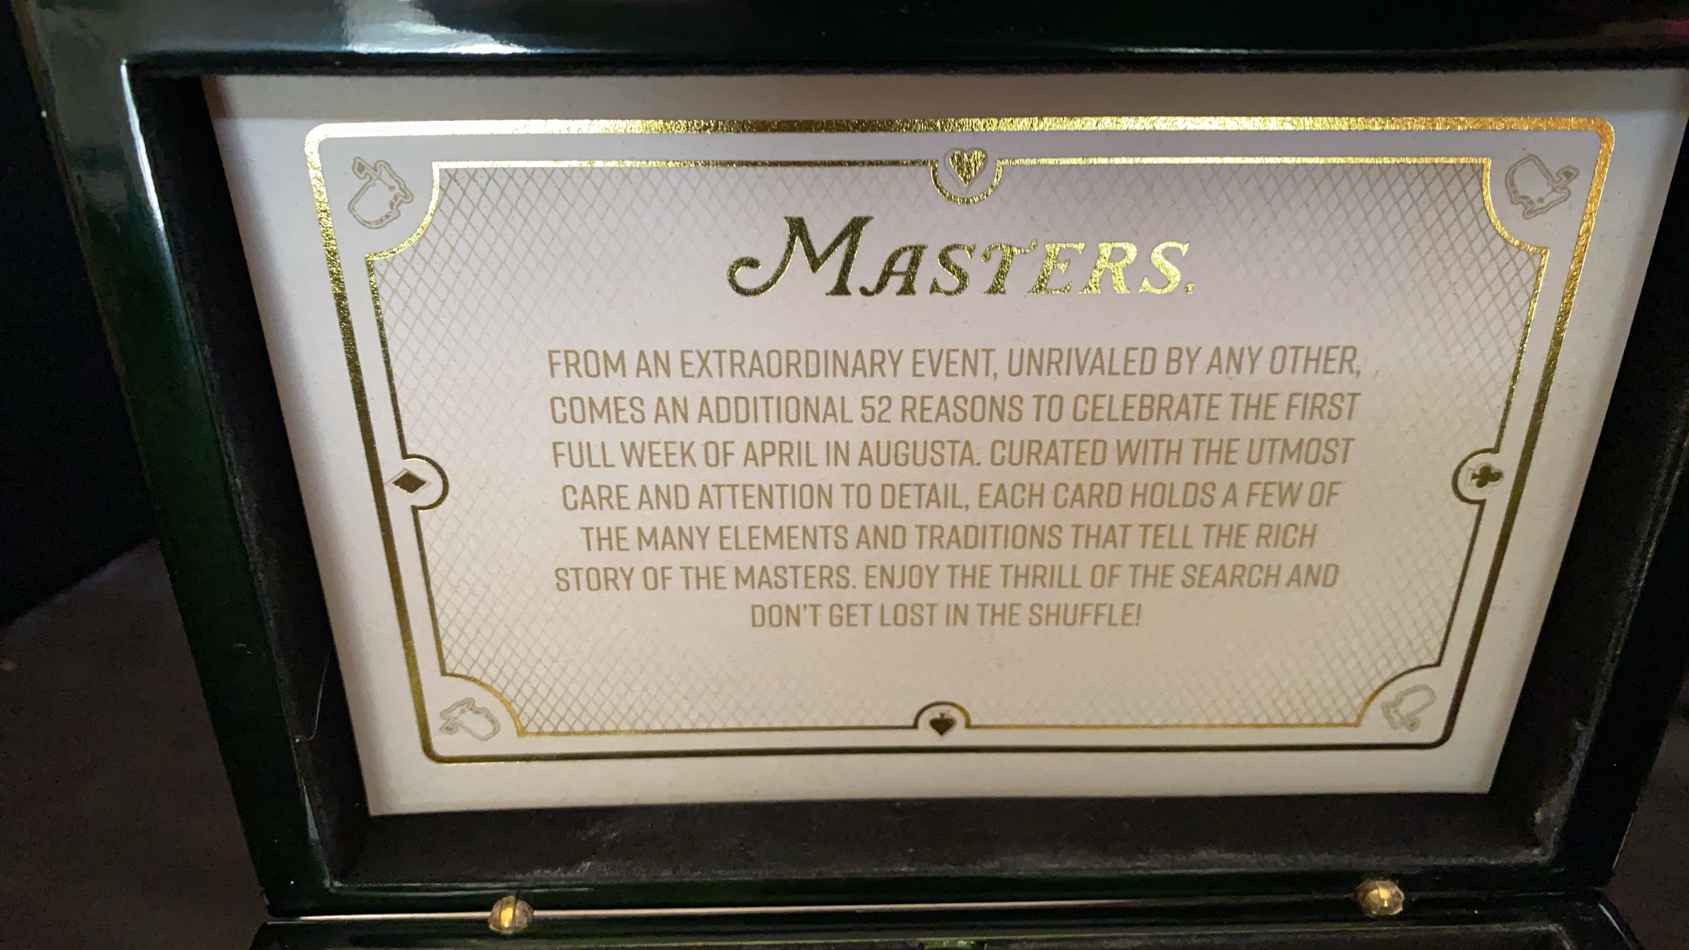 MASTERS.
FROM AN EXTRAORDINARY EVENT, UNRIVALED BY ANY OTHER,
COMES AN ADDITIONAL 52 REASONS TO CELEBRATE THE FIRST
FULL WEEK OF APRIL IN AUGUSTA. CURATED WITH THE UTMOST
CARE AND ATTENTION TO DETAIL, EACH CARD HOLDS A FEW OF
THE MANY ELEMENTS AND TRADITIONS THAT TELL THE RICH
STORY OF THE MASTERS. ENJOY THE THRILL OF THE SEARCH AND
DON'T GET LOST IN THE SHUFFLE!